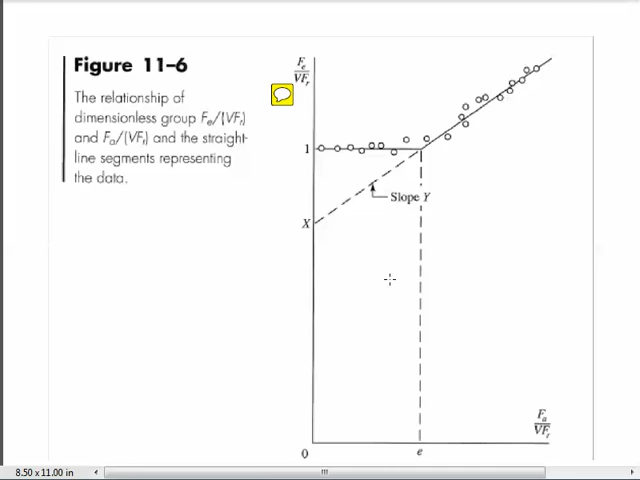 Figure 11–6
The relationship of
dimensionless group Fe/(VFr)
and Fa/(VFr) and the straight-
line segments representing
the data.
Fe
VFr
1
Slope Y
X
Fa
VFr
0
e
8.50 x 11.00 in